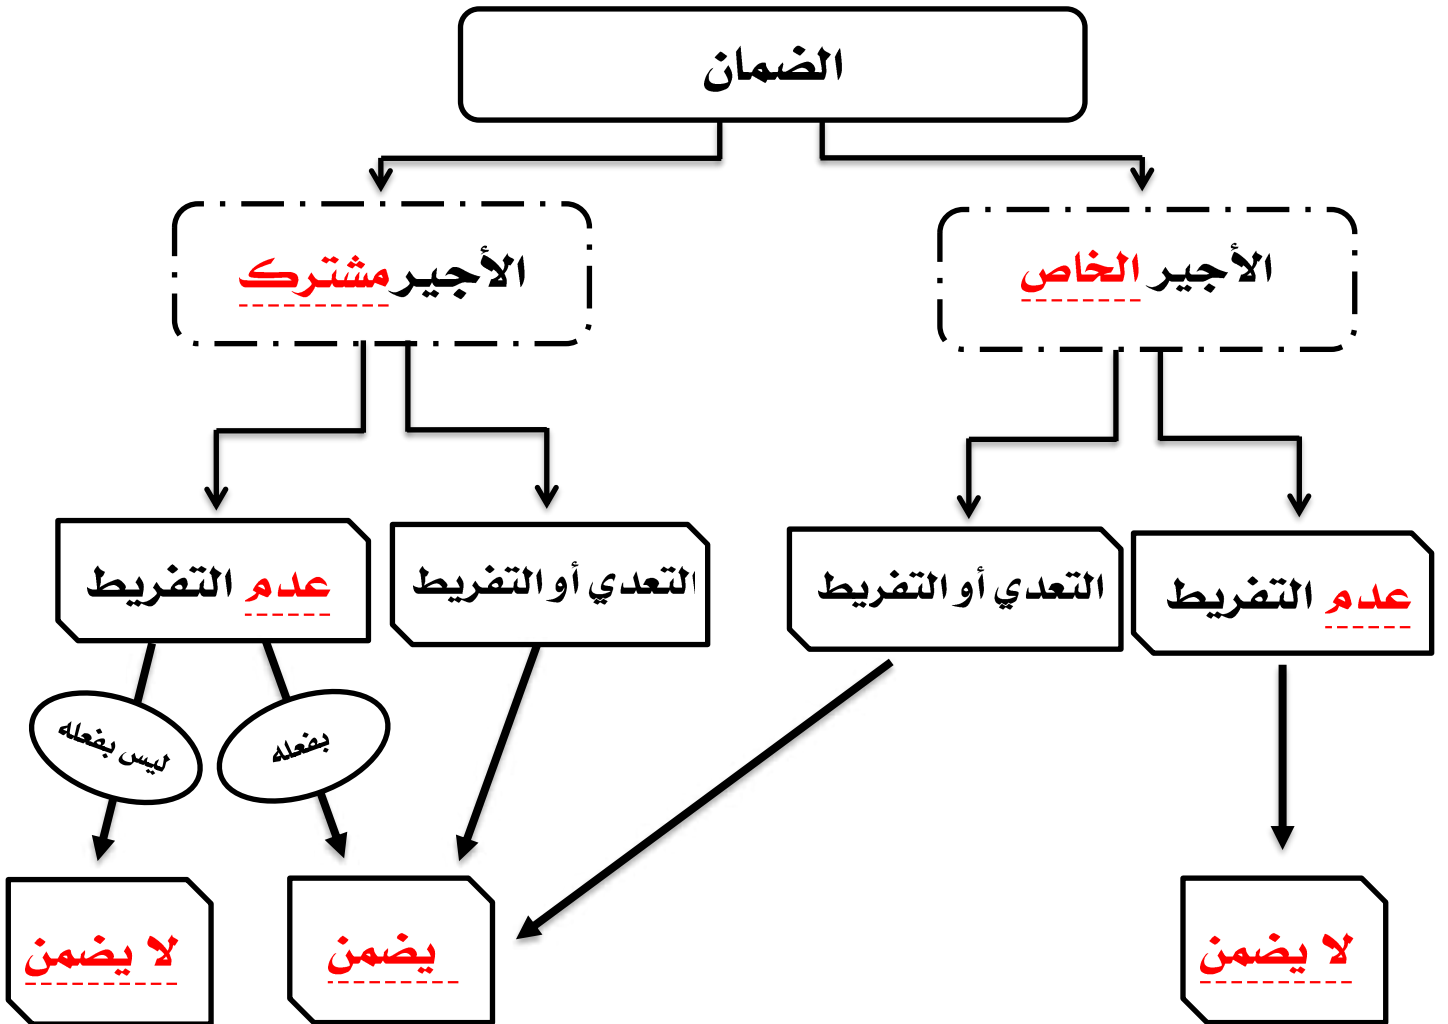 الضمان
الأجير الخاص
الأجير مشترك
عدم التفريط
التعدي أو التفريط
التعدي أو التفريط
عدم التفريط
بفعله
ليس بفعله
لا يضمن
يضمن
لا يضمن